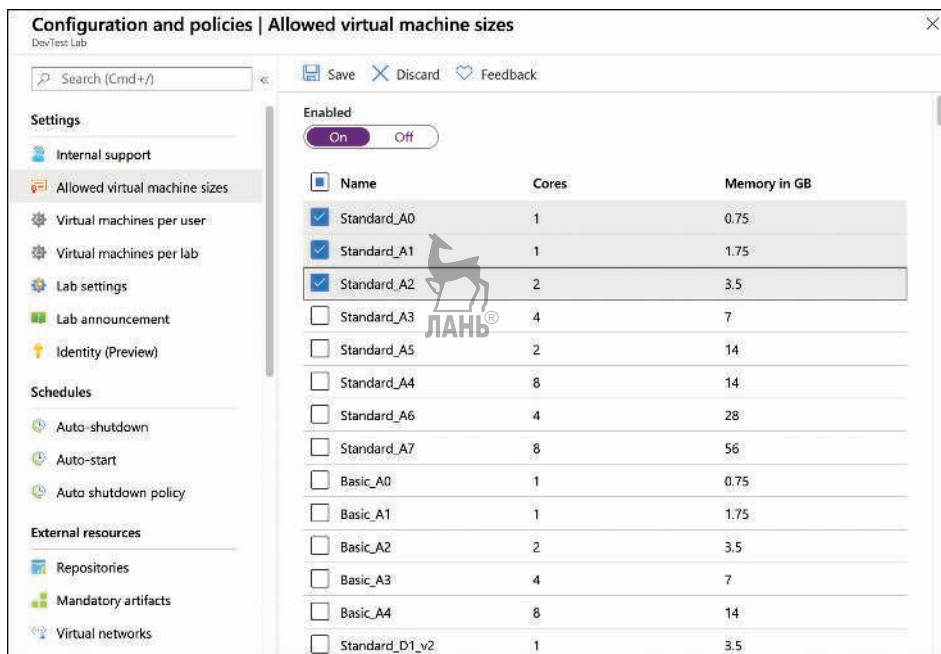 Configuration and policies | Allowed virtual machine sizes
DevTest Lab
Search (Cmd+/)
«
Save Discard Feedback
Settings
Internal support
Allowed virtual machine sizes
Virtual machines per user
Virtual machines per lab
Lab settings
Lab announcement
Identity (Preview)
Schedules
Auto-shutdown
Auto-start
Auto shutdown policy
External resources
Repositories
Mandatory artifacts
Virtual networks
Enabled
On Off
Name Cores Memory in GB
Standard_A0 1 0.75
Standard_A1 1 1.75
Standard_A2 2 3.5
Standard_A3 4 7
Standard_A5 2 14
Standard_A4 8 14
Standard_A6 4 28
Standard_A7 8 56
Basic_A0 1 0.75
Basic_A1 1 1.75
Basic_A2 2 3.5
Basic_A3 4 7
Basic_A4 8 14
Standard_D1_v2 1 3.5
ЛАНЬ®